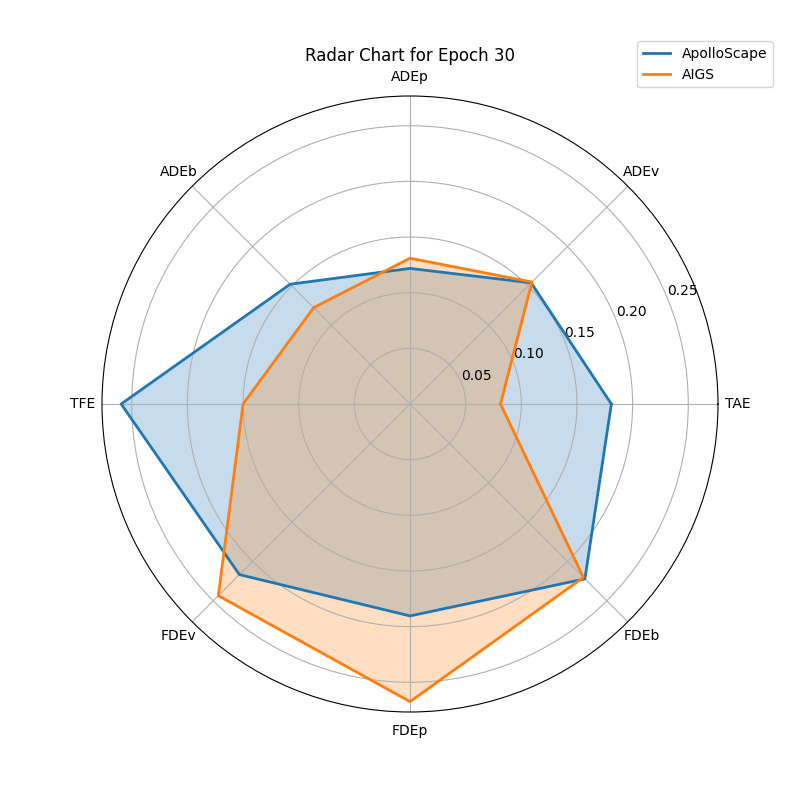 Radar Chart for Epoch 30
ApolloScape
AIGS
ADEp
ADEb
ADEv
0.25
0.20
0.15
0.10
0.05
TFE
TAE
FDEv
FDEb
FDEp